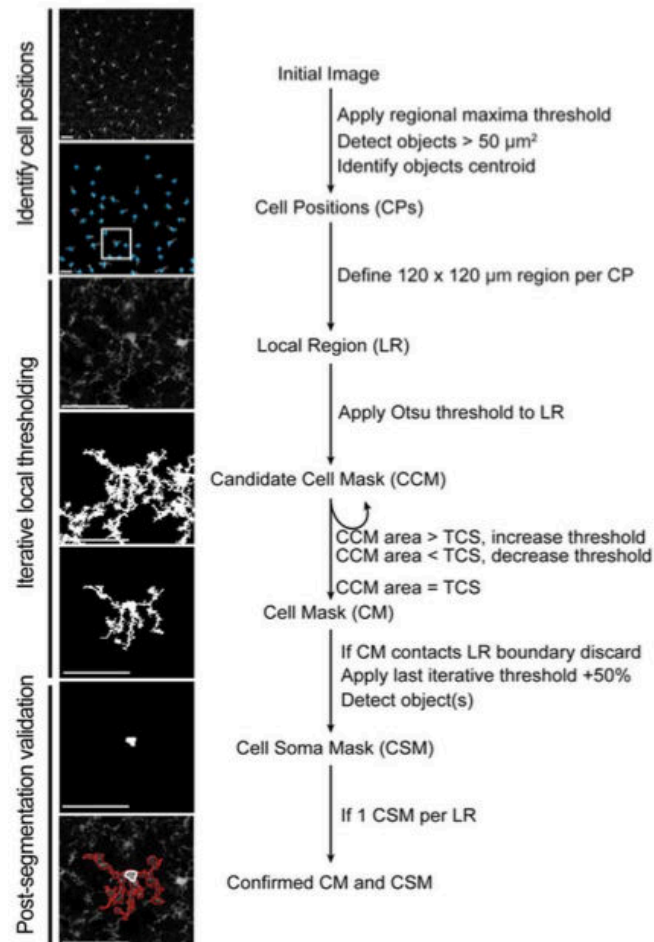 Identify cell positions
Iterative local thresholding
Post-segmentation validation
Initial Image
Apply regional maxima threshold
Detect objects > 50 µm²
Identify objects centroid
Cell Positions (CPs)
Define 120 x 120 µm region per CP
Local Region (LR)
Apply Otsu threshold to LR
Candidate Cell Mask (CCM)
CCM area > TCS, increase threshold
CCM area < TCS, decrease threshold
CCM area = TCS
Cell Mask (CM)
If CM contacts LR boundary discard
Apply last iterative threshold +50%
Detect object(s)
Cell Soma Mask (CSM)
If 1 CSM per LR
Confirmed CM and CSM